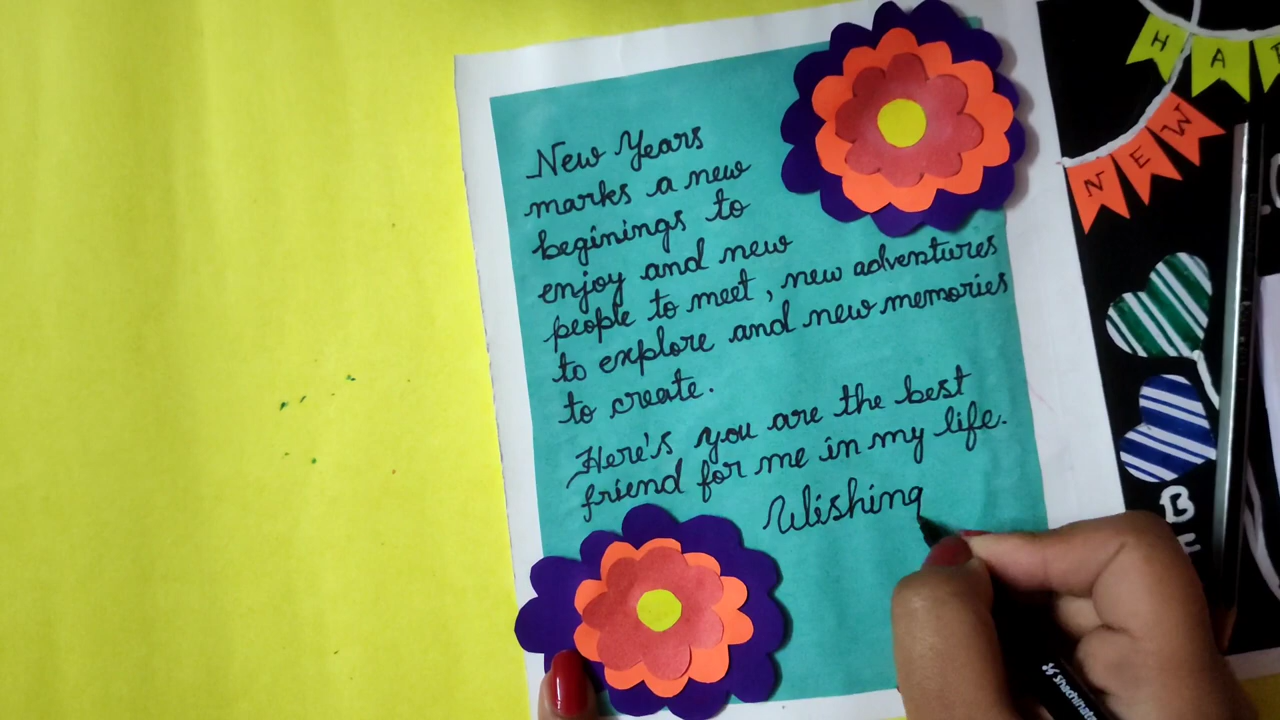 New Years
marks a new
beginings to
enjoy and new
people to meet, new adventures
to explore and new memories
to create.
Here's you are the best
friend for me in my life.
Wishing
HA
NEW
B